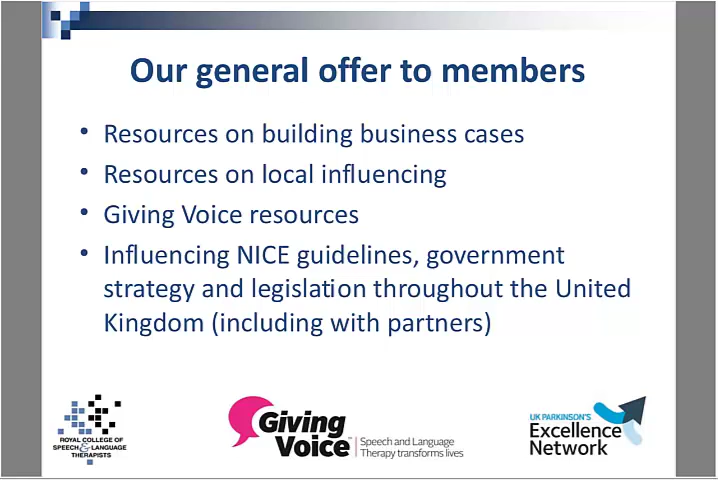 Our general offer to members
• Resources on building business cases
• Resources on local influencing
• Giving Voice resources
• Influencing NICE guidelines, government
strategy and legislation throughout the United
Kingdom (including with partners)
ROYAL COLLEGE OF
SPEECH & LANGUAGE
THERAPISTS
Giving
Voice™
Speech and Language
Therapy transforms lives
UK PARKINSON'S
Excellence
Network